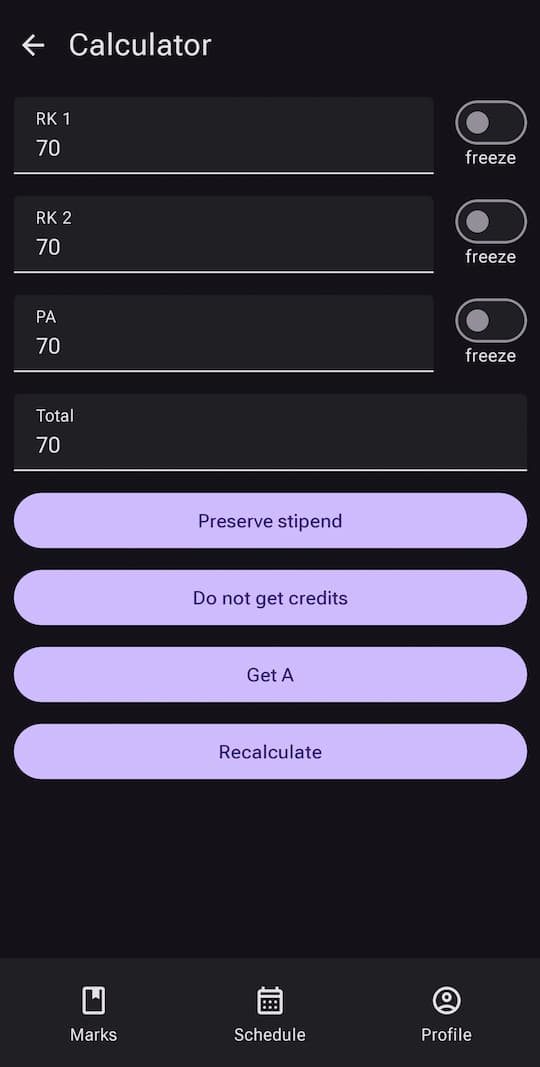 Calculator
RK 1
70
freeze
RK 2
70
freeze
PA
70
freeze
Total
70
Preserve stipend
Do not get credits
Get A
Recalculate
Marks
Schedule
Profile